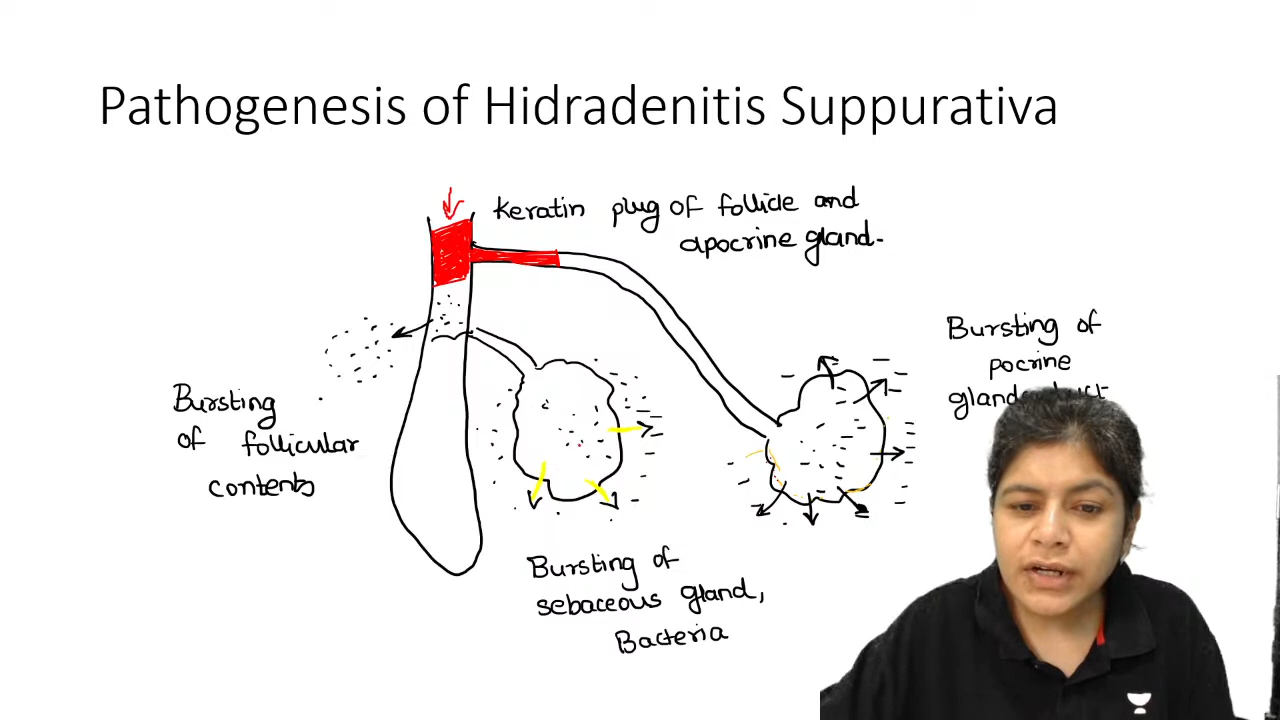 Pathogenesis of Hidradenitis Suppurativa
Keratin plug of follicle and
apocrine gland.
Bursting
of follicular
contents
Bursting of
sebaceous gland,
Bacteria
Bursting of
pocrine